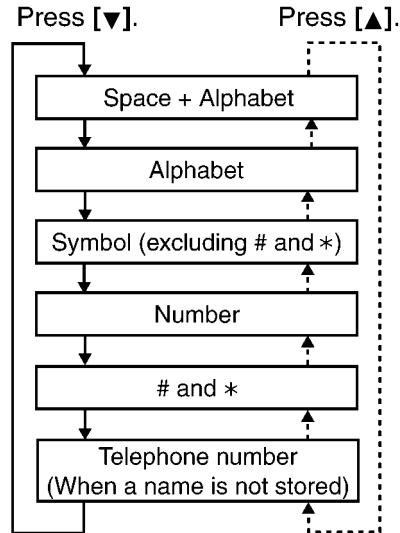 Press [▼]. Press [▲].
Space + Alphabet
Alphabet
Symbol (excluding # and ∗)
Number
# and ∗
Telephone number
(When a name is not stored)